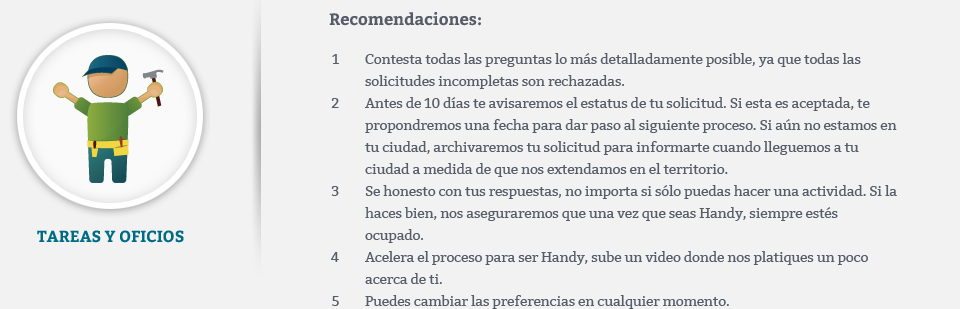 Recomendaciones:
1 Contesta todas las preguntas lo más detalladamente posible, ya que todas las
solicitudes incompletas son rechazadas.
2 Antes de 10 días te avisaremos el estatus de tu solicitud. Si esta es aceptada, te
propondremos una fecha para dar paso al siguiente proceso. Si aún no estamos en
tu ciudad, archivaremos tu solicitud para informarte cuando lleguemos a tu
ciudad a medida de que nos extendamos en el territorio.
3 Se honesto con tus respuestas, no importa si sólo puedas hacer una actividad. Si la
haces bien, nos aseguraremos que una vez que seas Handy, siempre estés
ocupado.
4 Acelera el proceso para ser Handy, sube un video donde nos platiques un poco
acerca de ti.
5 Puedes cambiar las preferencias en cualquier momento.
TAREAS Y OFICIOS